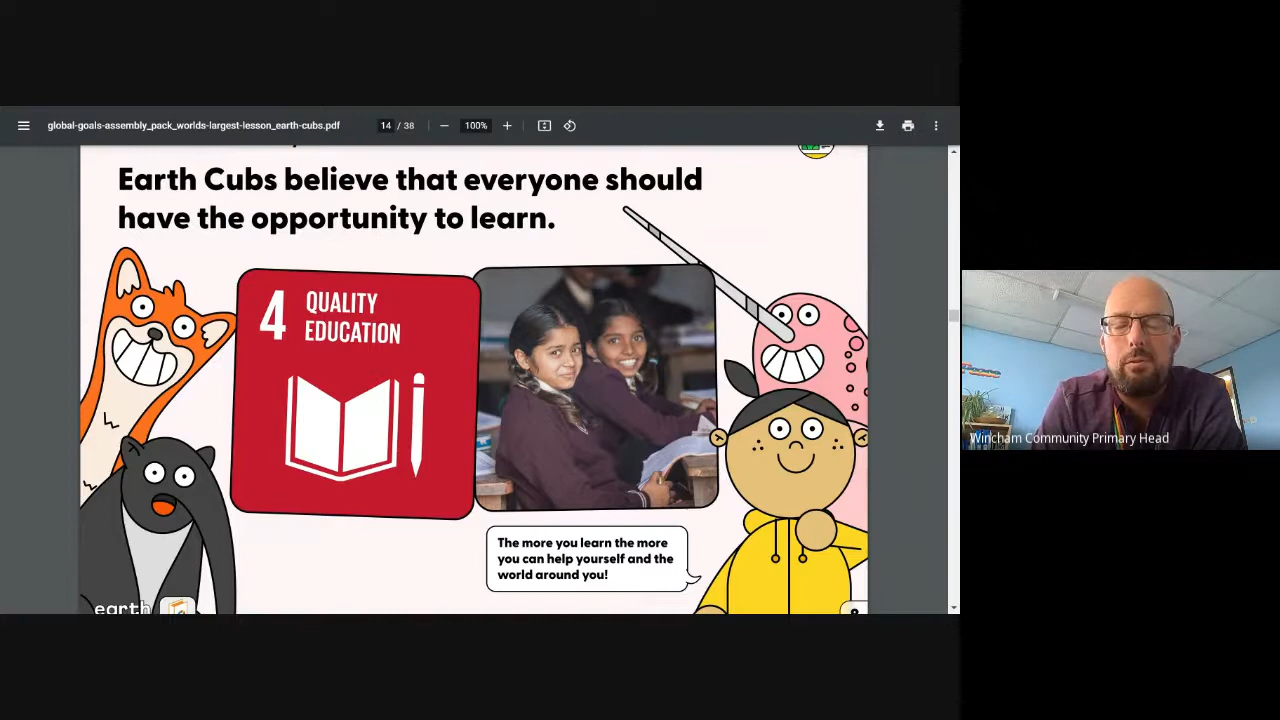 global-goals-assembly_pack_worlds-largest-lesson_earth-cubs.pdf
14 / 38
100%
Earth Cubs believe that everyone should
have the opportunity to learn.
4 QUALITY
EDUCATION
The more you learn the more
you can help yourself and the
world around you!
earth
Wincham Community Primary Head